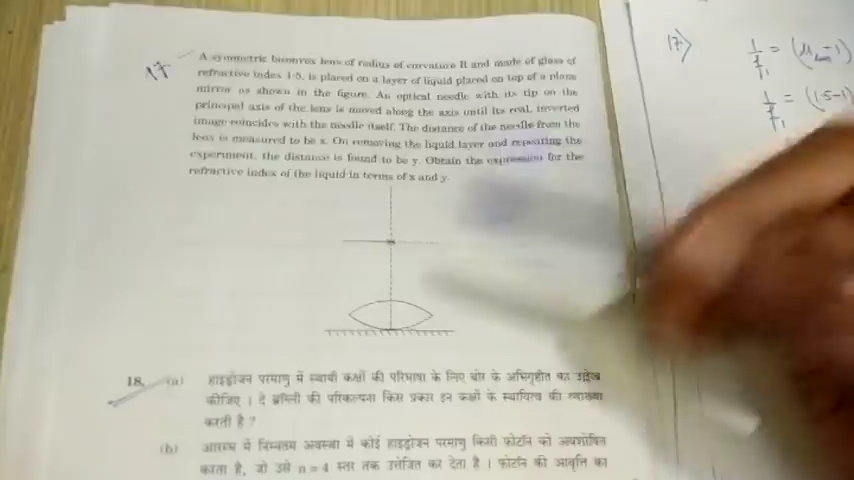 17
A symmetric biconvex lens of radius of curvature R and made of glass of
refractive index 1·5, is placed on a layer of liquid placed on top of a plane
mirror as shown in the figure. An optical needle with its tip on the
principal axis of the lens is moved along the axis until its real, inverted
image coincides with the needle itself. The distance of the needle from the
lens is measured to be x. On removing the liquid layer and repeating the
experiment, the distance is found to be y. Obtain the expression for the
refractive index of the liquid in terms of x and y.
18. (a) हाइड्रोजन परमाणु में स्थायी कक्षों की परिभाषा के लिए बोर के अभिगृहीत का उल्लेख
कीजिए । दे ब्रॉग्ली की परिकल्पना किस प्रकार इन कक्षों के स्थायित्व की व्याख्या
करती है ?
(b) आरम्भ में निम्नतम अवस्था में कोई हाइड्रोजन परमाणु किसी फोटॉन को अवशोषित
करता है, जो उसे n = 4 स्तर तक उत्तेजित कर देता है । फोटॉन की आवृत्ति का
17)
1/f₁ = (μ -1)
1/f₁ = (1.5-1)